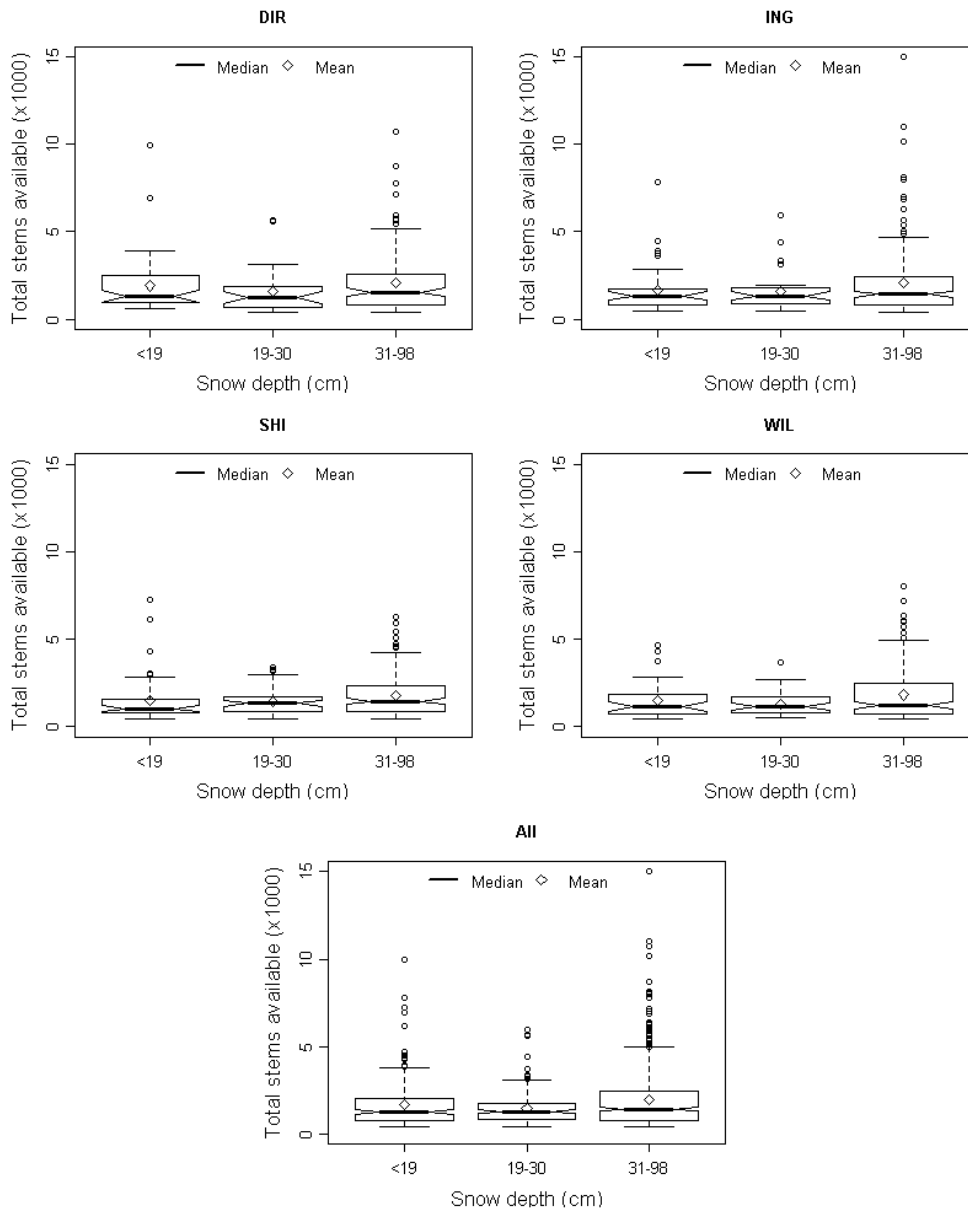 DIR
Total stems available (x1000)
15
10
5
0
Median Mean
<19 19-30 31-98
Snow depth (cm)
ING
Total stems available (x1000)
15
10
5
0
Median Mean
<19 19-30 31-98
Snow depth (cm)
SHI
Total stems available (x1000)
15
10
5
0
Median Mean
<19 19-30 31-98
Snow depth (cm)
WIL
Total stems available (x1000)
15
10
5
0
Median Mean
<19 19-30 31-98
Snow depth (cm)
All
Total stems available (x1000)
15
10
5
0
Median Mean
<19 19-30 31-98
Snow depth (cm)